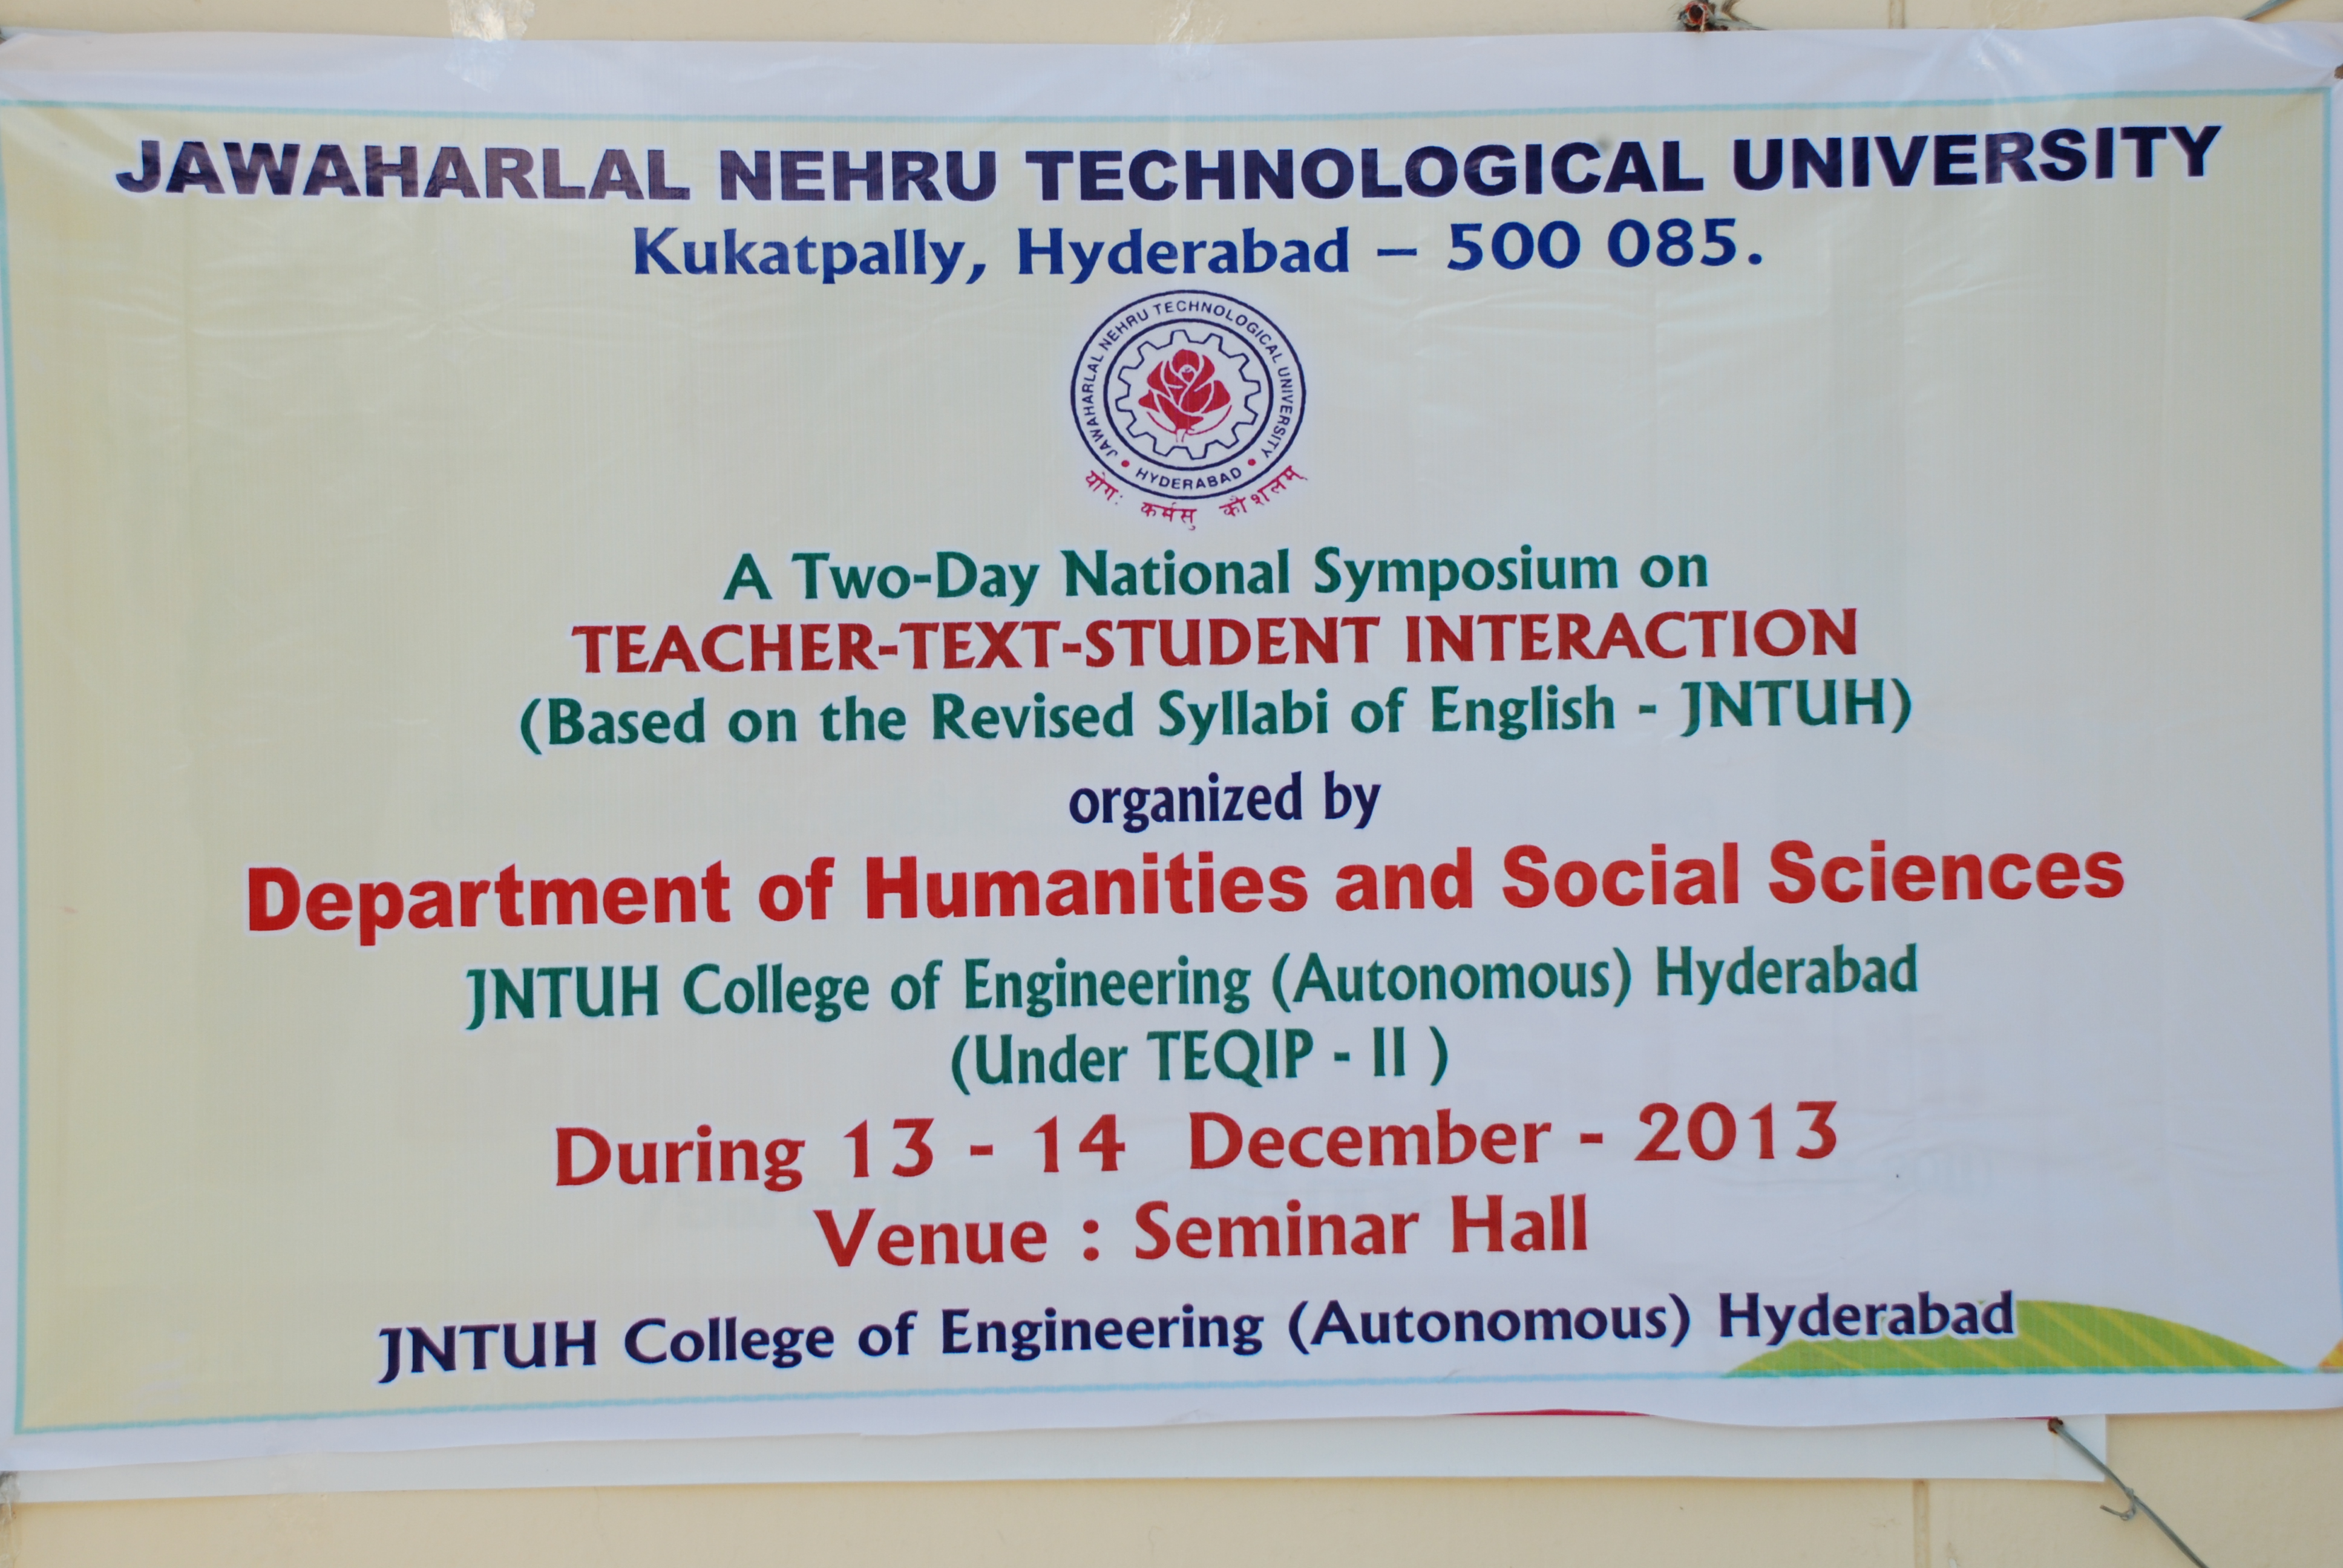 JAWAHARLAL NEHRU TECHNOLOGICAL UNIVERSITY
Kukatpally, Hyderabad – 500 085.
JAWAHARLAL NEHRU TECHNOLOGICAL UNIVERSITY
• HYDERABAD •
योगः कर्मसु कौशलम्
A Two-Day National Symposium on
TEACHER-TEXT-STUDENT INTERACTION
(Based on the Revised Syllabi of English - JNTUH)
organized by
Department of Humanities and Social Sciences
JNTUH College of Engineering (Autonomous) Hyderabad
(Under TEQIP - II )
During 13 - 14 December - 2013
Venue : Seminar Hall
JNTUH College of Engineering (Autonomous) Hyderabad